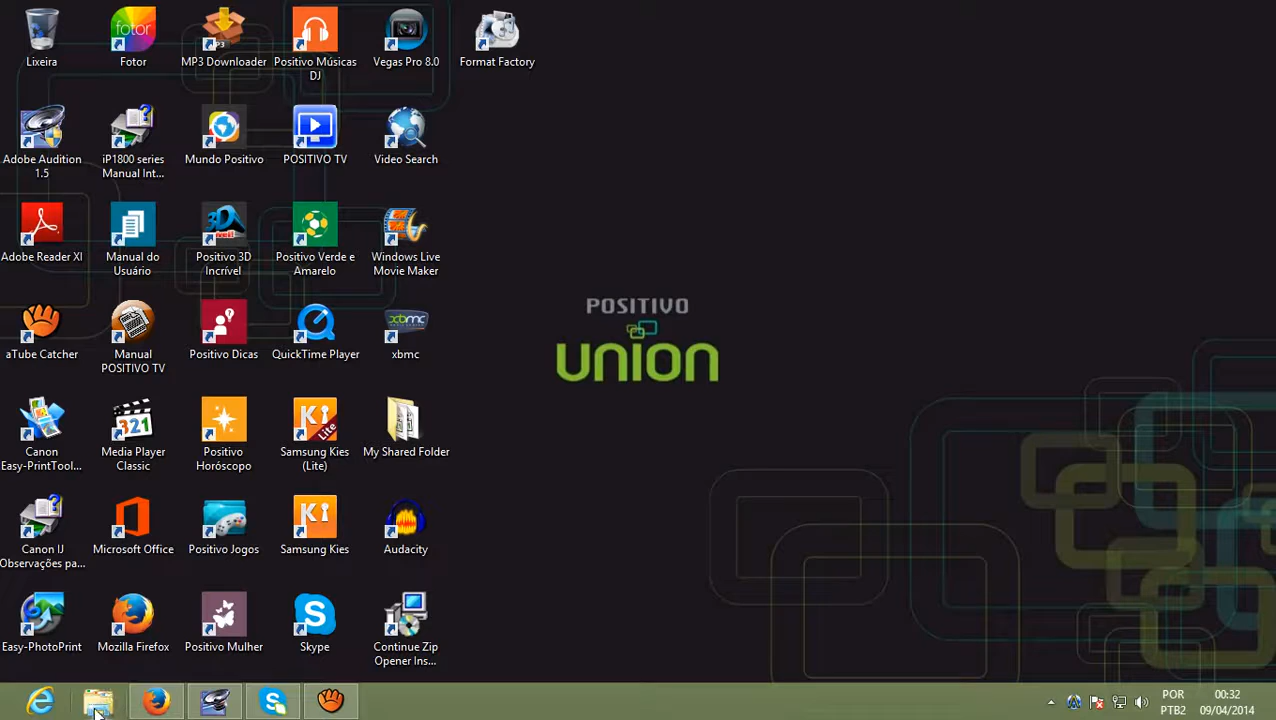 Lixeira
Fotor
MP3 Downloader
Positivo Músicas
DJ
Vegas Pro 8.0
Format Factory
Adobe Audition
1.5
iP1800 series
Manual Int...
Mundo Positivo
POSITIVO TV
Video Search
Adobe Reader XI
Manual do
Usuário
Positivo 3D
Incrível
Positivo Verde e
Amarelo
Windows Live
Movie Maker
aTube Catcher
Manual
POSITIVO TV
Positivo Dicas
QuickTime Player
xbmc
Canon
Easy-PrintTool...
Media Player
Classic
Positivo
Horóscopo
Samsung Kies
(Lite)
My Shared Folder
Canon IJ
Observações pa...
Microsoft Office
Positivo Jogos
Samsung Kies
Audacity
Easy-PhotoPrint
Mozilla Firefox
Positivo Mulher
Skype
Continue Zip
Opener Ins...
POSITIVO
UNION
POR
PTB2
00:32
09/04/2014